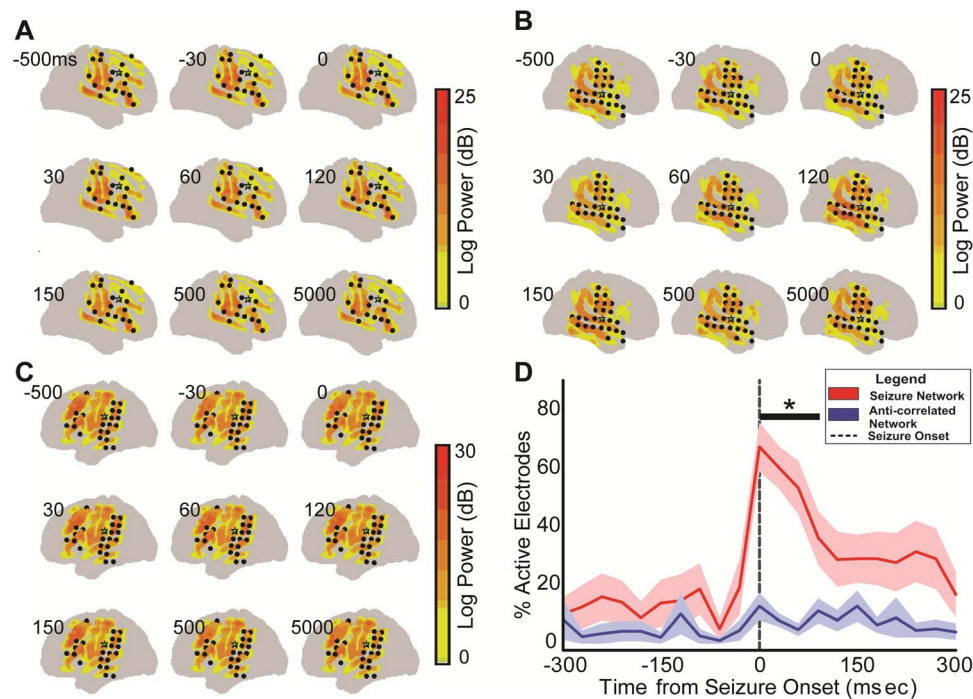 A
-500ms -30 0
30 60 120
150 500 5000
25
Log Power (dB)
0
B
-500 -30 0
30 60 120
150 500 5000
25
Log Power (dB)
0
C
-500 -30 0
30 60 120
150 500 5000
30
Log Power (dB)
0
D
Legend
Seizure Network
Anti-correlated
Network
Seizure Onset
*
80
60
40
20
0
% Active Electrodes
-300 -150 0 150 300
Time from Seizure Onset (msec)